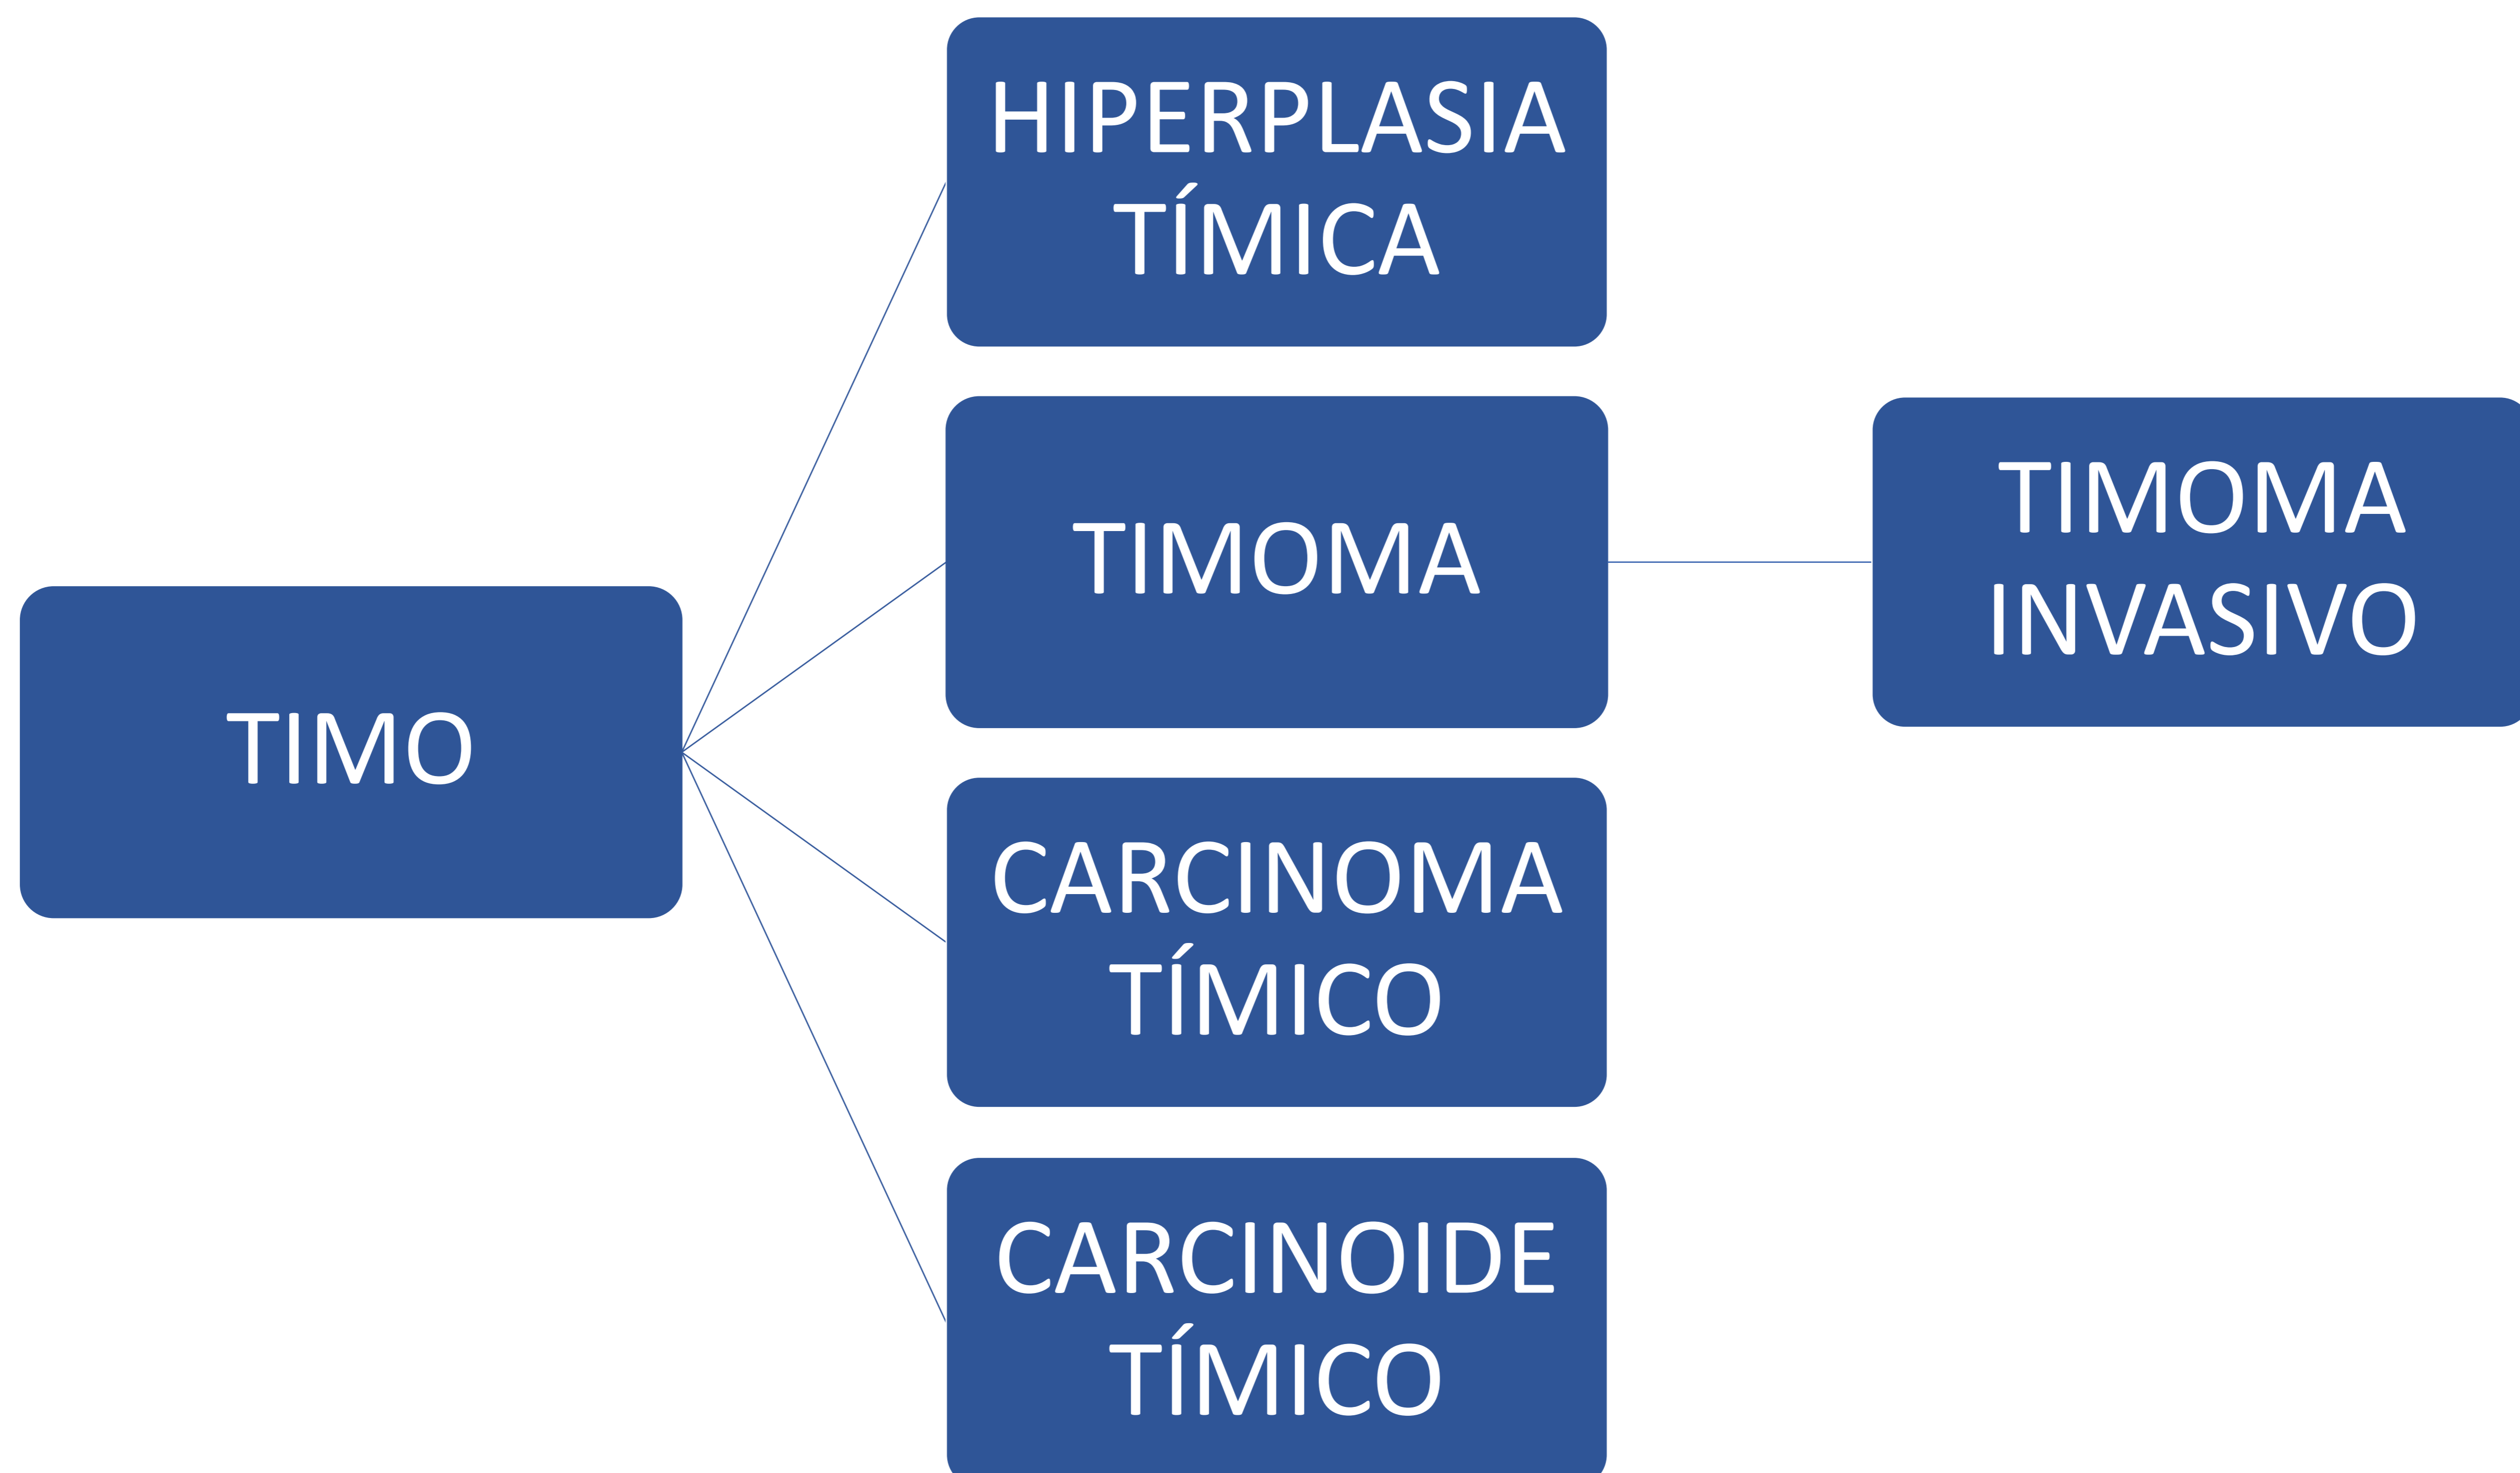 TIMO
HIPERPLASIA
TÍMICA
TIMOMA
TIMOMA
INVASIVO
CARCINOMA
TÍMICO
CARCINOIDE
TÍMICO